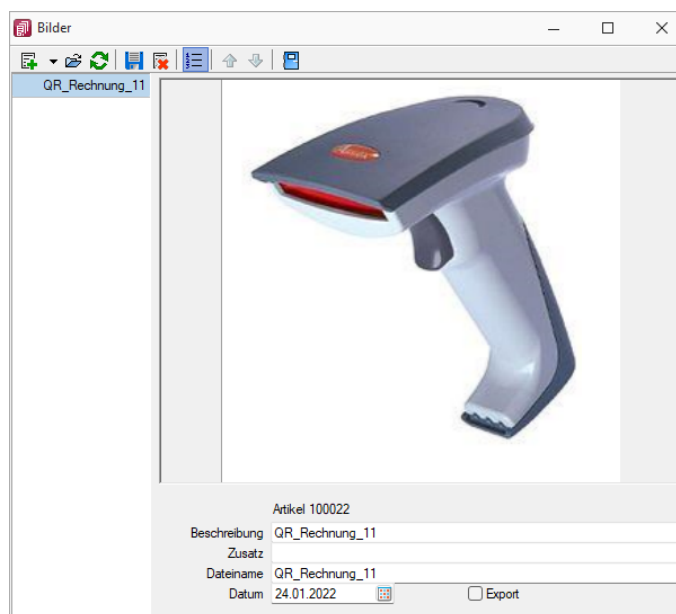 Bilder
QR_Rechnung_11
Artikel 100022
Beschreibung QR_Rechnung_11
Zusatz
Dateiname QR_Rechnung_11
Datum 24.01.2022 Export